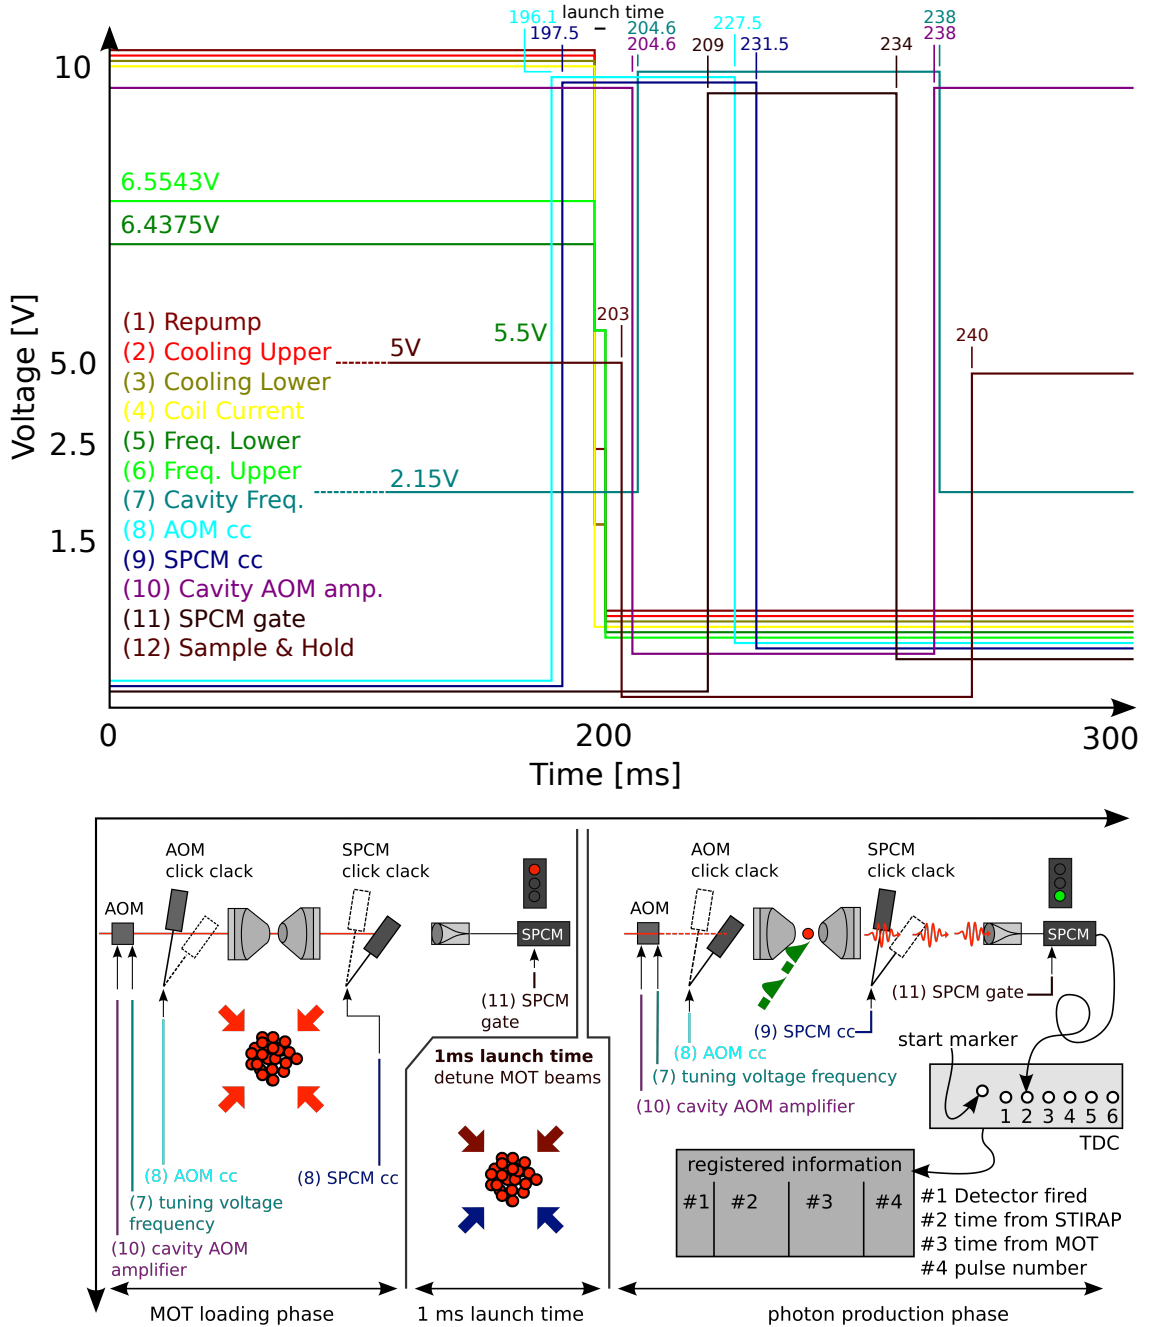 launch time
196.1
197.5
204.6
204.6
209
227.5
231.5
234
238
238
10
6.5543V
6.4375V
203
5.5V
240
5V
5.0
2.5
2.15V
1.5
Voltage [V]
(1) Repump
(2) Cooling Upper
(3) Cooling Lower
(4) Coil Current
(5) Freq. Lower
(6) Freq. Upper
(7) Cavity Freq.
(8) AOM cc
(9) SPCM cc
(10) Cavity AOM amp.
(11) SPCM gate
(12) Sample & Hold
0
200
300
Time [ms]
AOM
click clack
SPCM
click clack
AOM
SPCM
(11) SPCM
gate
(8) AOM cc
(8) SPCM cc
(7) tuning voltage
frequency
(10) cavity AOM
amplifier
MOT loading phase
1ms launch time
detune MOT beams
1 ms launch time
AOM
click clack
SPCM
click clack
AOM
SPCM
(11) SPCM gate
(9) SPCM cc
(8) AOM cc
(7) tuning voltage frequency
(10) cavity AOM amplifier
start marker
1 2 3 4 5 6
TDC
registered information
#1 #2 #3 #4
#1 Detector fired
#2 time from STIRAP
#3 time from MOT
#4 pulse number
photon production phase